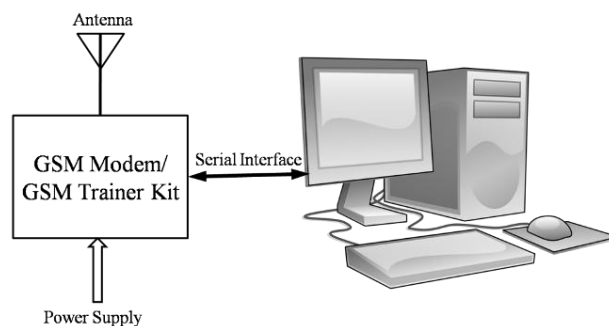 Antenna
GSM Modem/
GSM Trainer Kit
Serial Interface
Power Supply